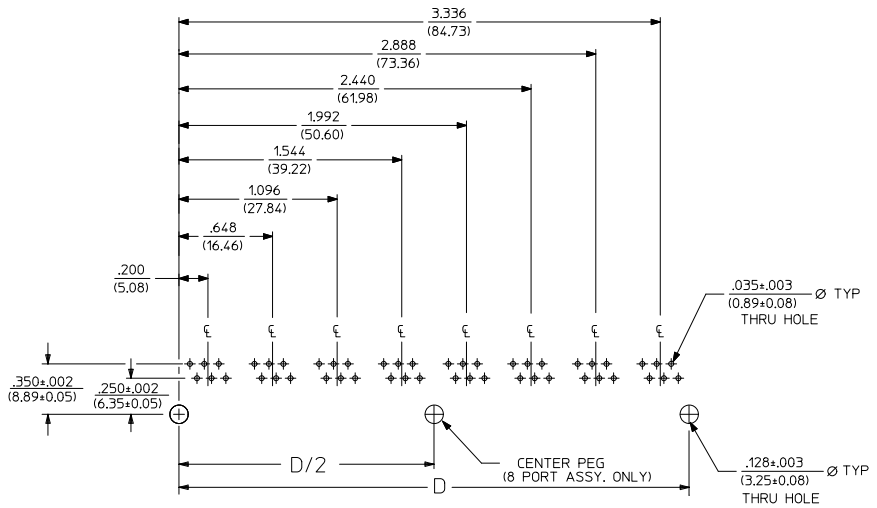 3.336
(84.73)
2.888
(73.36)
2.440
(61.98)
1.992
(50.60)
1.544
(39.22)
1.096
(27.84)
.648
(16.46)
.200
(5.08)
.035±.003
(0.89±0.08)
Ø TYP
THRU HOLE
℄ ℄ ℄ ℄ ℄ ℄ ℄ ℄
.350±.002
(8.89±0.05)
.250±.002
(6.35±0.05)
D/2
CENTER PEG
(8 PORT ASSY. ONLY)
D
.128±.003
(3.25±0.08)
Ø TYP
THRU HOLE